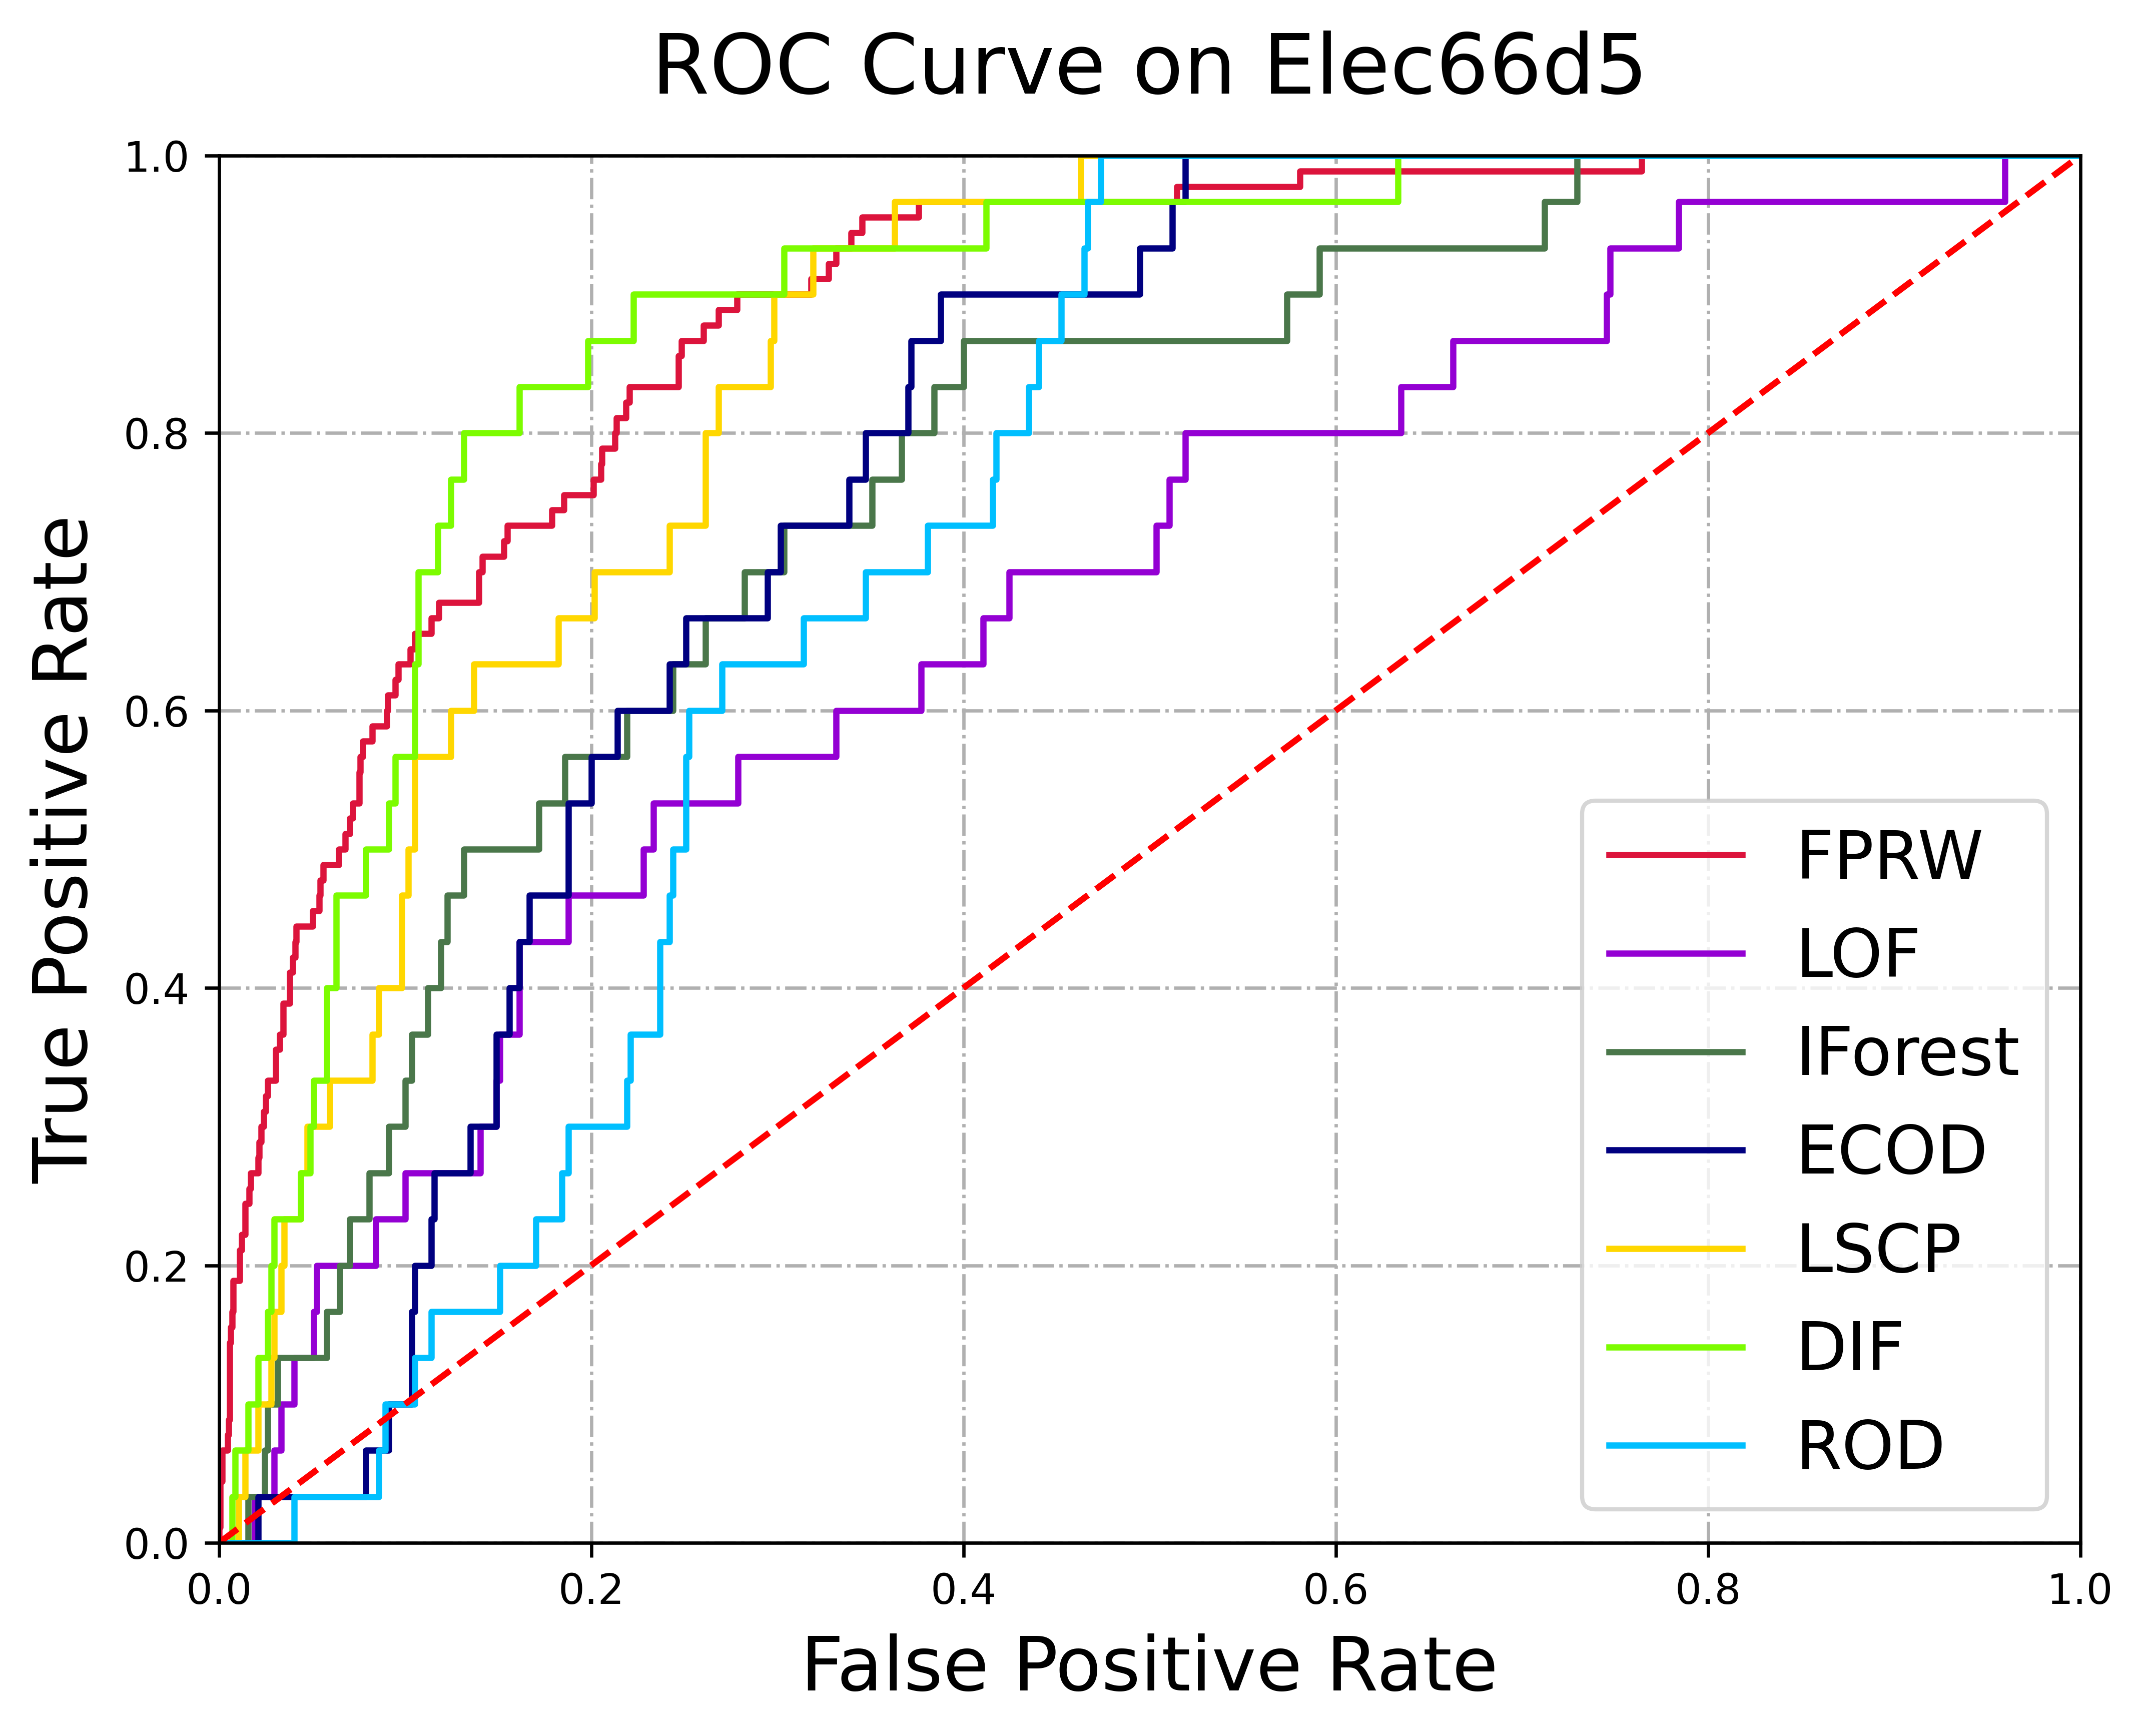 ROC Curve on Elec66d5
1.0
0.8
0.6
0.4
0.2
0.0
True Positive Rate
FPRW
LOF
IForest
ECOD
LSCP
DIF
ROD
0.0 0.2 0.4 0.6 0.8 1.0
False Positive Rate